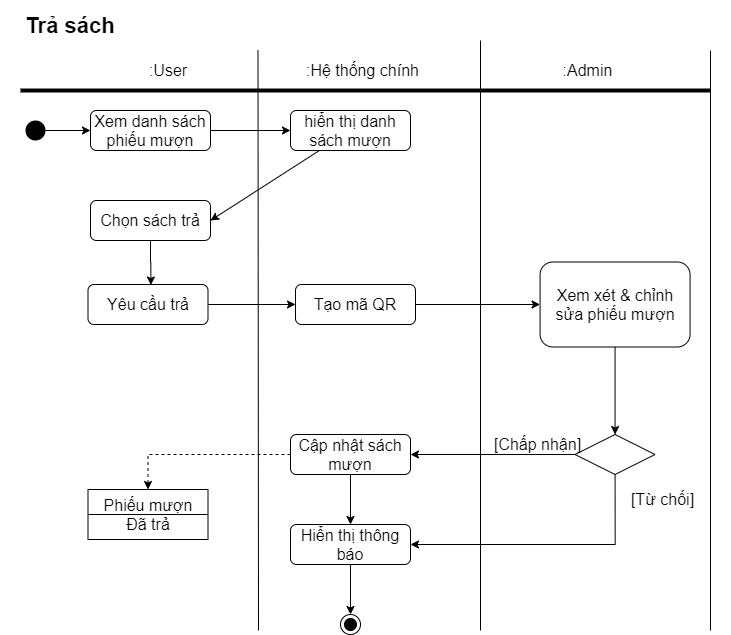 Trả sách
:User
:Hệ thống chính
:Admin
Xem danh sách
phiếu mượn
hiển thị danh
sách mượn
Chọn sách trả
Yêu cầu trả
Tạo mã QR
Xem xét & chỉnh
sửa phiếu mượn
[Chấp nhận]
Cập nhật sách
mượn
[Từ chối]
Phiếu mượn
Đã trả
Hiển thị thông
báo